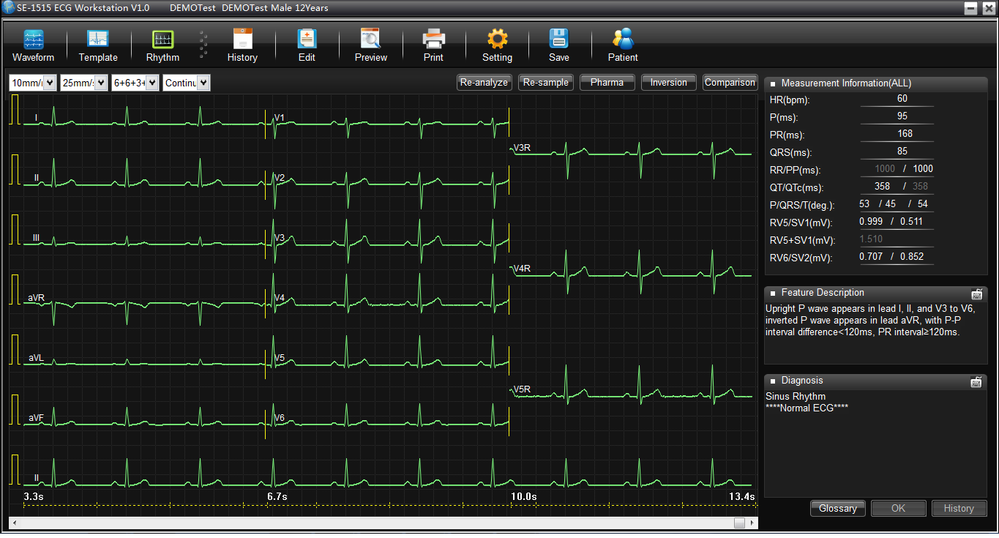 SE-1515 ECG Workstation V1.0 DEMOTest DEMOTest Male 12Years
Waveform Template Rhythm History Edit Preview Print Setting Save Patient
10mm/ 25mm/s 6+6+3+ Continu Re-analyze Re-sample Pharma Inversion Comparison
I V1
V3R
II V2
III V3
V4R
aVR V4
aVL V5
V5R
aVF V6
II
3.3s 6.7s 10.0s 13.4s
Measurement Information(ALL)
HR(bpm): 60
P(ms): 95
PR(ms): 168
QRS(ms): 85
RR/PP(ms): 1000 / 1000
QT/QTc(ms): 358 / 358
P/QRS/T(deg.): 53 / 45 / 54
RV5/SV1(mV): 0.999 / 0.511
RV5+SV1(mV): 1.510
RV6/SV2(mV): 0.707 / 0.852
Feature Description
Upright P wave appears in lead I, II, and V3 to V6,
inverted P wave appears in lead aVR, with P-P
interval difference<120ms, PR interval≥120ms.
Diagnosis
Sinus Rhythm
****Normal ECG****
Glossary OK History